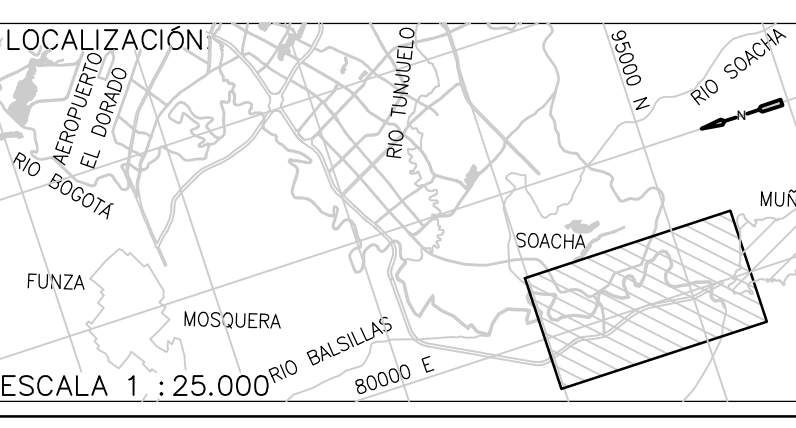 LOCALIZACIÓN:
AEROPUERTO
EL DORADO
RIO BOGOTÁ
RIO TUNJUELO
95000 N
RIO SOACHA
N
MUÑ
SOACHA
FUNZA
MOSQUERA
RIO BALSILLAS
80000 E
ESCALA 1 : 25.000